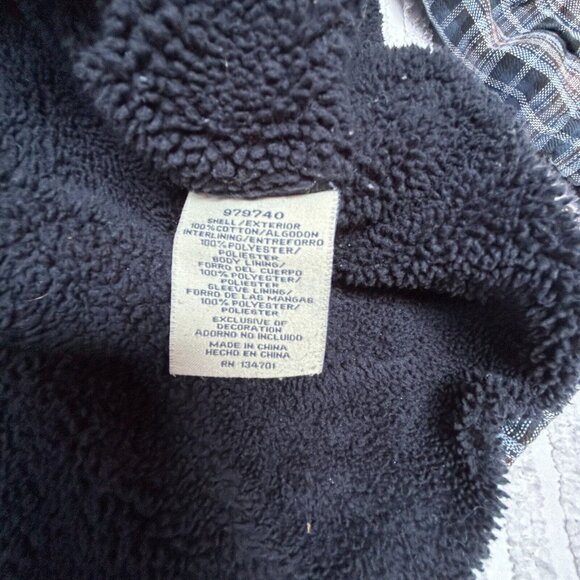 979740
SHELL/EXTERIOR
100% COTTON/ALGODON
INTERLINING/ENTREFORRO
100% POLYESTER/
POLIESTER
BODY LINING/
FORRO DEL CUERPO
100% POLYESTER/
POLIESTER
SLEEVE LINING/
FORRO DE LAS MANGAS
100% POLYESTER/
POLIESTER
EXCLUSIVE OF
DECORATION
ADORNO NO INCLUIDO
MADE IN CHINA
HECHO EN CHINA
RN 134701